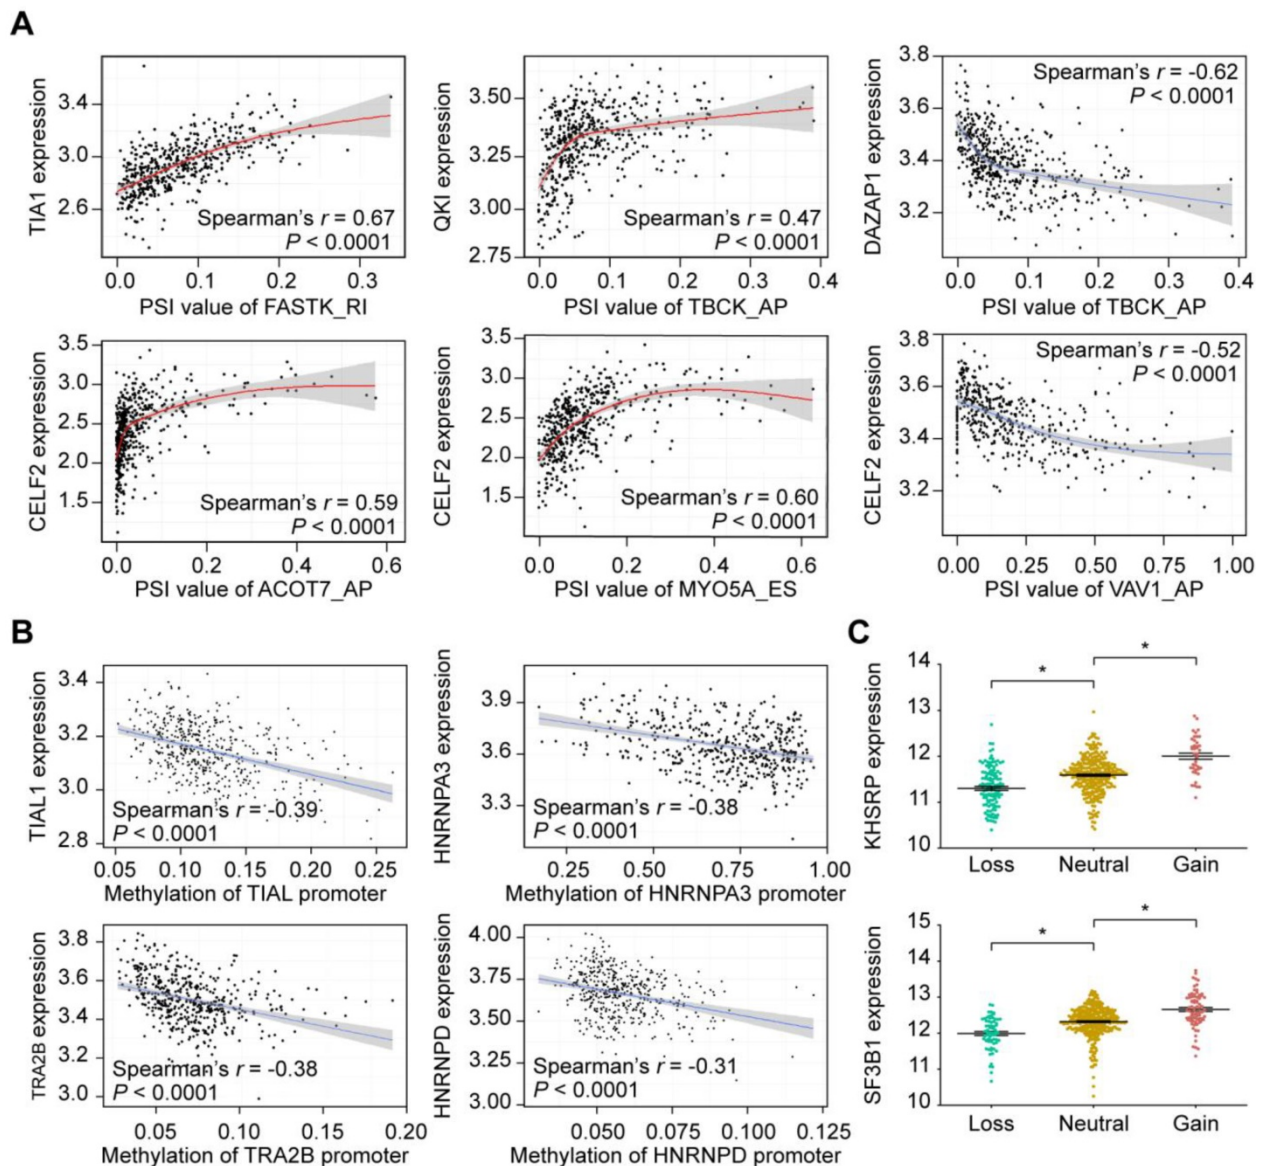 A
TIA1 expression
3.4
3.0
2.6
Spearman's r = 0.67
P < 0.0001
0.0 0.1 0.2 0.3
PSI value of FASTK_RI
QKI expression
3.50
3.25
3.00
2.75
Spearman's r = 0.47
P < 0.0001
0.0 0.1 0.2 0.3 0.4
PSI value of TBCK_AP
DAZAP1 expression
3.8
3.6
3.4
3.2
Spearman's r = -0.62
P < 0.0001
0.0 0.1 0.2 0.3 0.4
PSI value of TBCK_AP
CELF2 expression
3.5
3.0
2.5
2.0
1.5
Spearman's r = 0.59
P < 0.0001
0.0 0.2 0.4 0.6
PSI value of ACOT7_AP
CELF2 expression
3.5
3.0
2.5
2.0
1.5
Spearman's r = 0.60
P < 0.0001
0.0 0.2 0.4 0.6
PSI value of MYO5A_ES
CELF2 expression
3.8
3.6
3.4
3.2
Spearman's r = -0.52
P < 0.0001
0.00 0.25 0.50 0.75 1.00
PSI value of VAV1_AP
B
TIAL1 expression
3.4
3.2
3.0
2.8
Spearman's r = -0.39
P < 0.0001
0.05 0.10 0.15 0.20 0.25
Methylation of TIAL promoter
HNRNPA3 expression
3.9
3.6
3.3
Spearman's r = -0.38
P < 0.0001
0.25 0.50 0.75 1.00
Methylation of HNRNPA3 promoter
TRA2B expression
3.8
3.6
3.4
3.2
3.0
Spearman's r = -0.38
P < 0.0001
0.05 0.10 0.15 0.20
Methylation of TRA2B promoter
HNRNPD expression
4.00
3.75
3.50
3.25
3.00
Spearman's r = -0.31
P < 0.0001
0.050 0.075 0.100 0.125
Methylation of HNRNPD promoter
C
KHSRP expression
14
13
12
11
10
* *
Loss Neutral Gain
SF3B1 expression
15
14
13
12
11
10
* *
Loss Neutral Gain